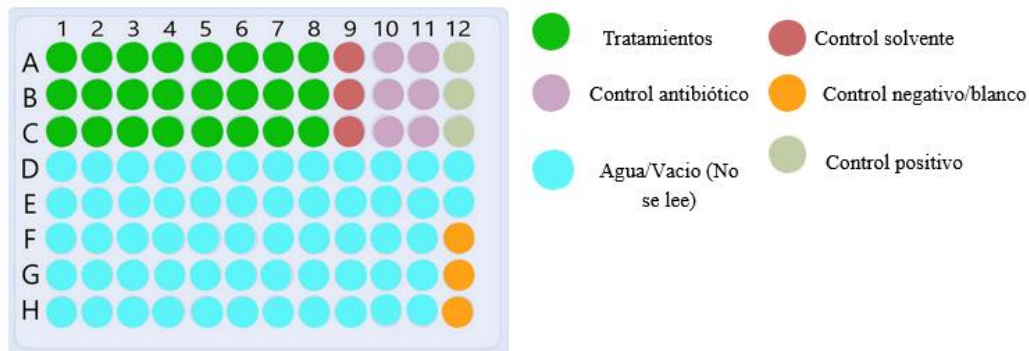 1 2 3 4 5 6 7 8 9 10 11 12
A
B
C
D
E
F
G
H
Tratamientos
Control solvente
Control antibiótico
Control negativo/blanco
Agua/Vacio (No
se lee)
Control positivo